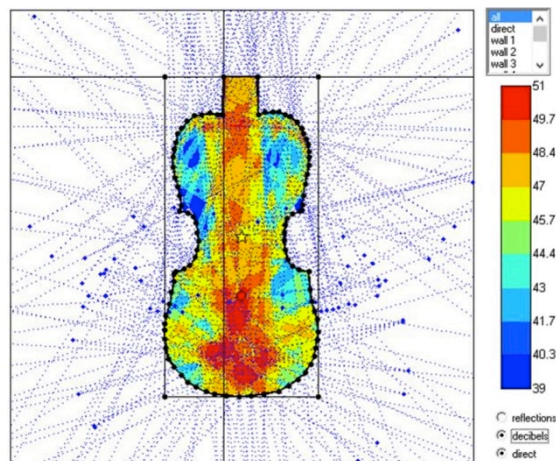 all
direct
wall 1
wall 2
wall 3
51
49.7
48.4
47
45.7
44.4
43
41.7
40.3
39
reflections
decibels
direct